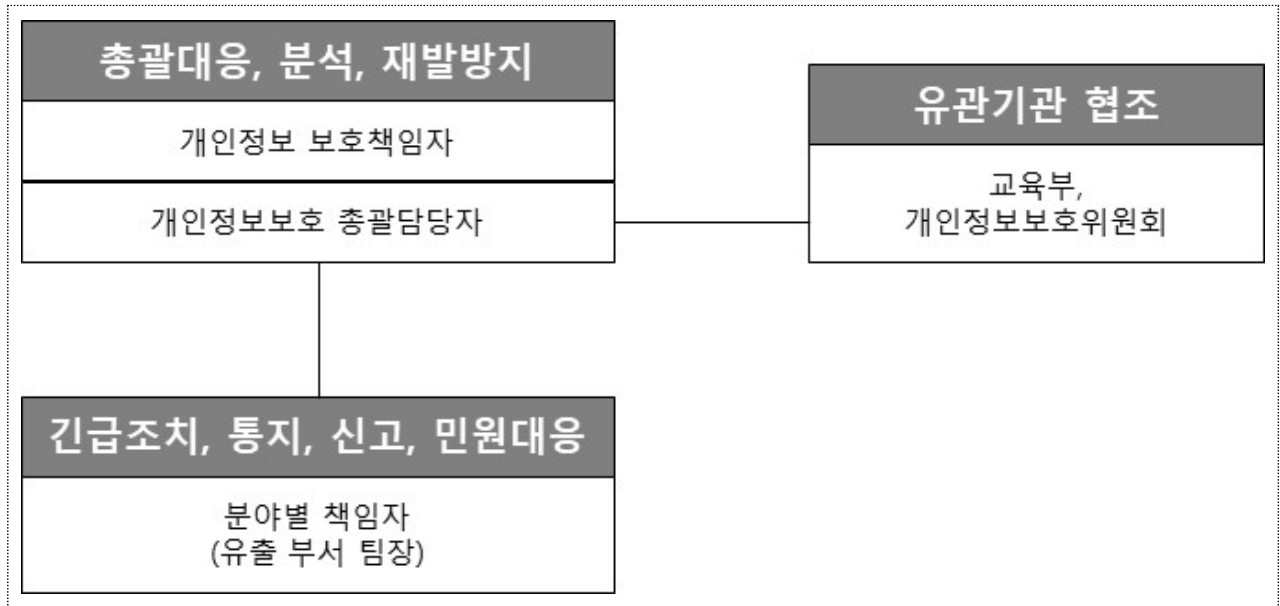 총괄대응, 분석, 재발방지
개인정보 보호책임자
개인정보보호 총괄담당자
유관기관 협조
교육부,
개인정보보호위원회
긴급조치, 통지, 신고, 민원대응
분야별 책임자
(유출 부서 팀장)